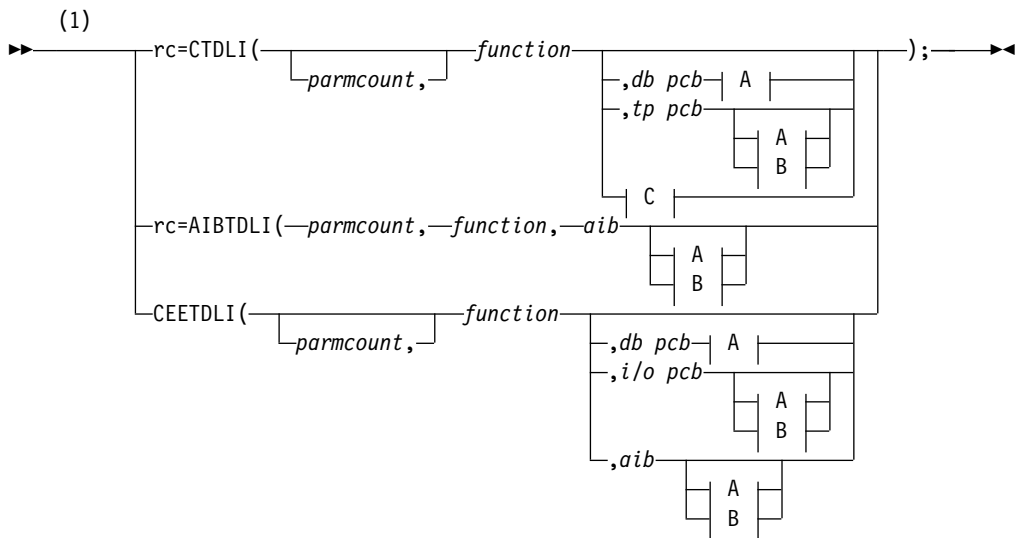 (1)
rc=CTDLI( function );
parmcount, ,db pcb A
,tp pcb
A
B
C
rc=AIBTDLI( parmcount, function, aib
A
B
CEETDLI( function
parmcount, ,db pcb A
,i/o pcb
A
B
,aib
A
B